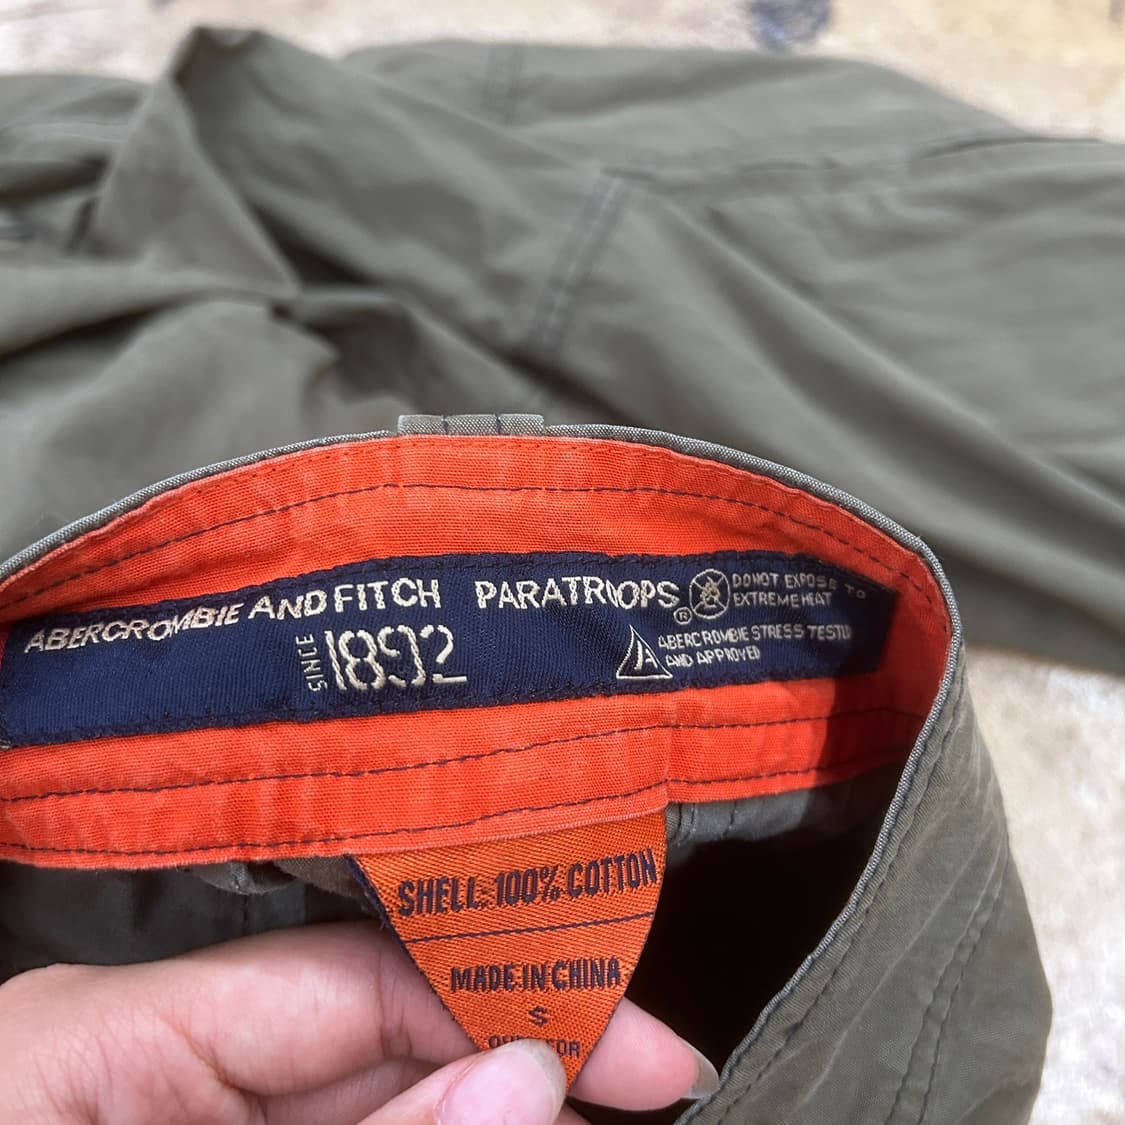 ABERCROMBIE AND FITCH PARATROOPS®
SINCE 1892
DO NOT EXPOSE TO
EXTREME HEAT
A ABERCROMBIE STRESS TESTED
AND APPROVED
SHELL: 100% COTTON
MADE IN CHINA
S